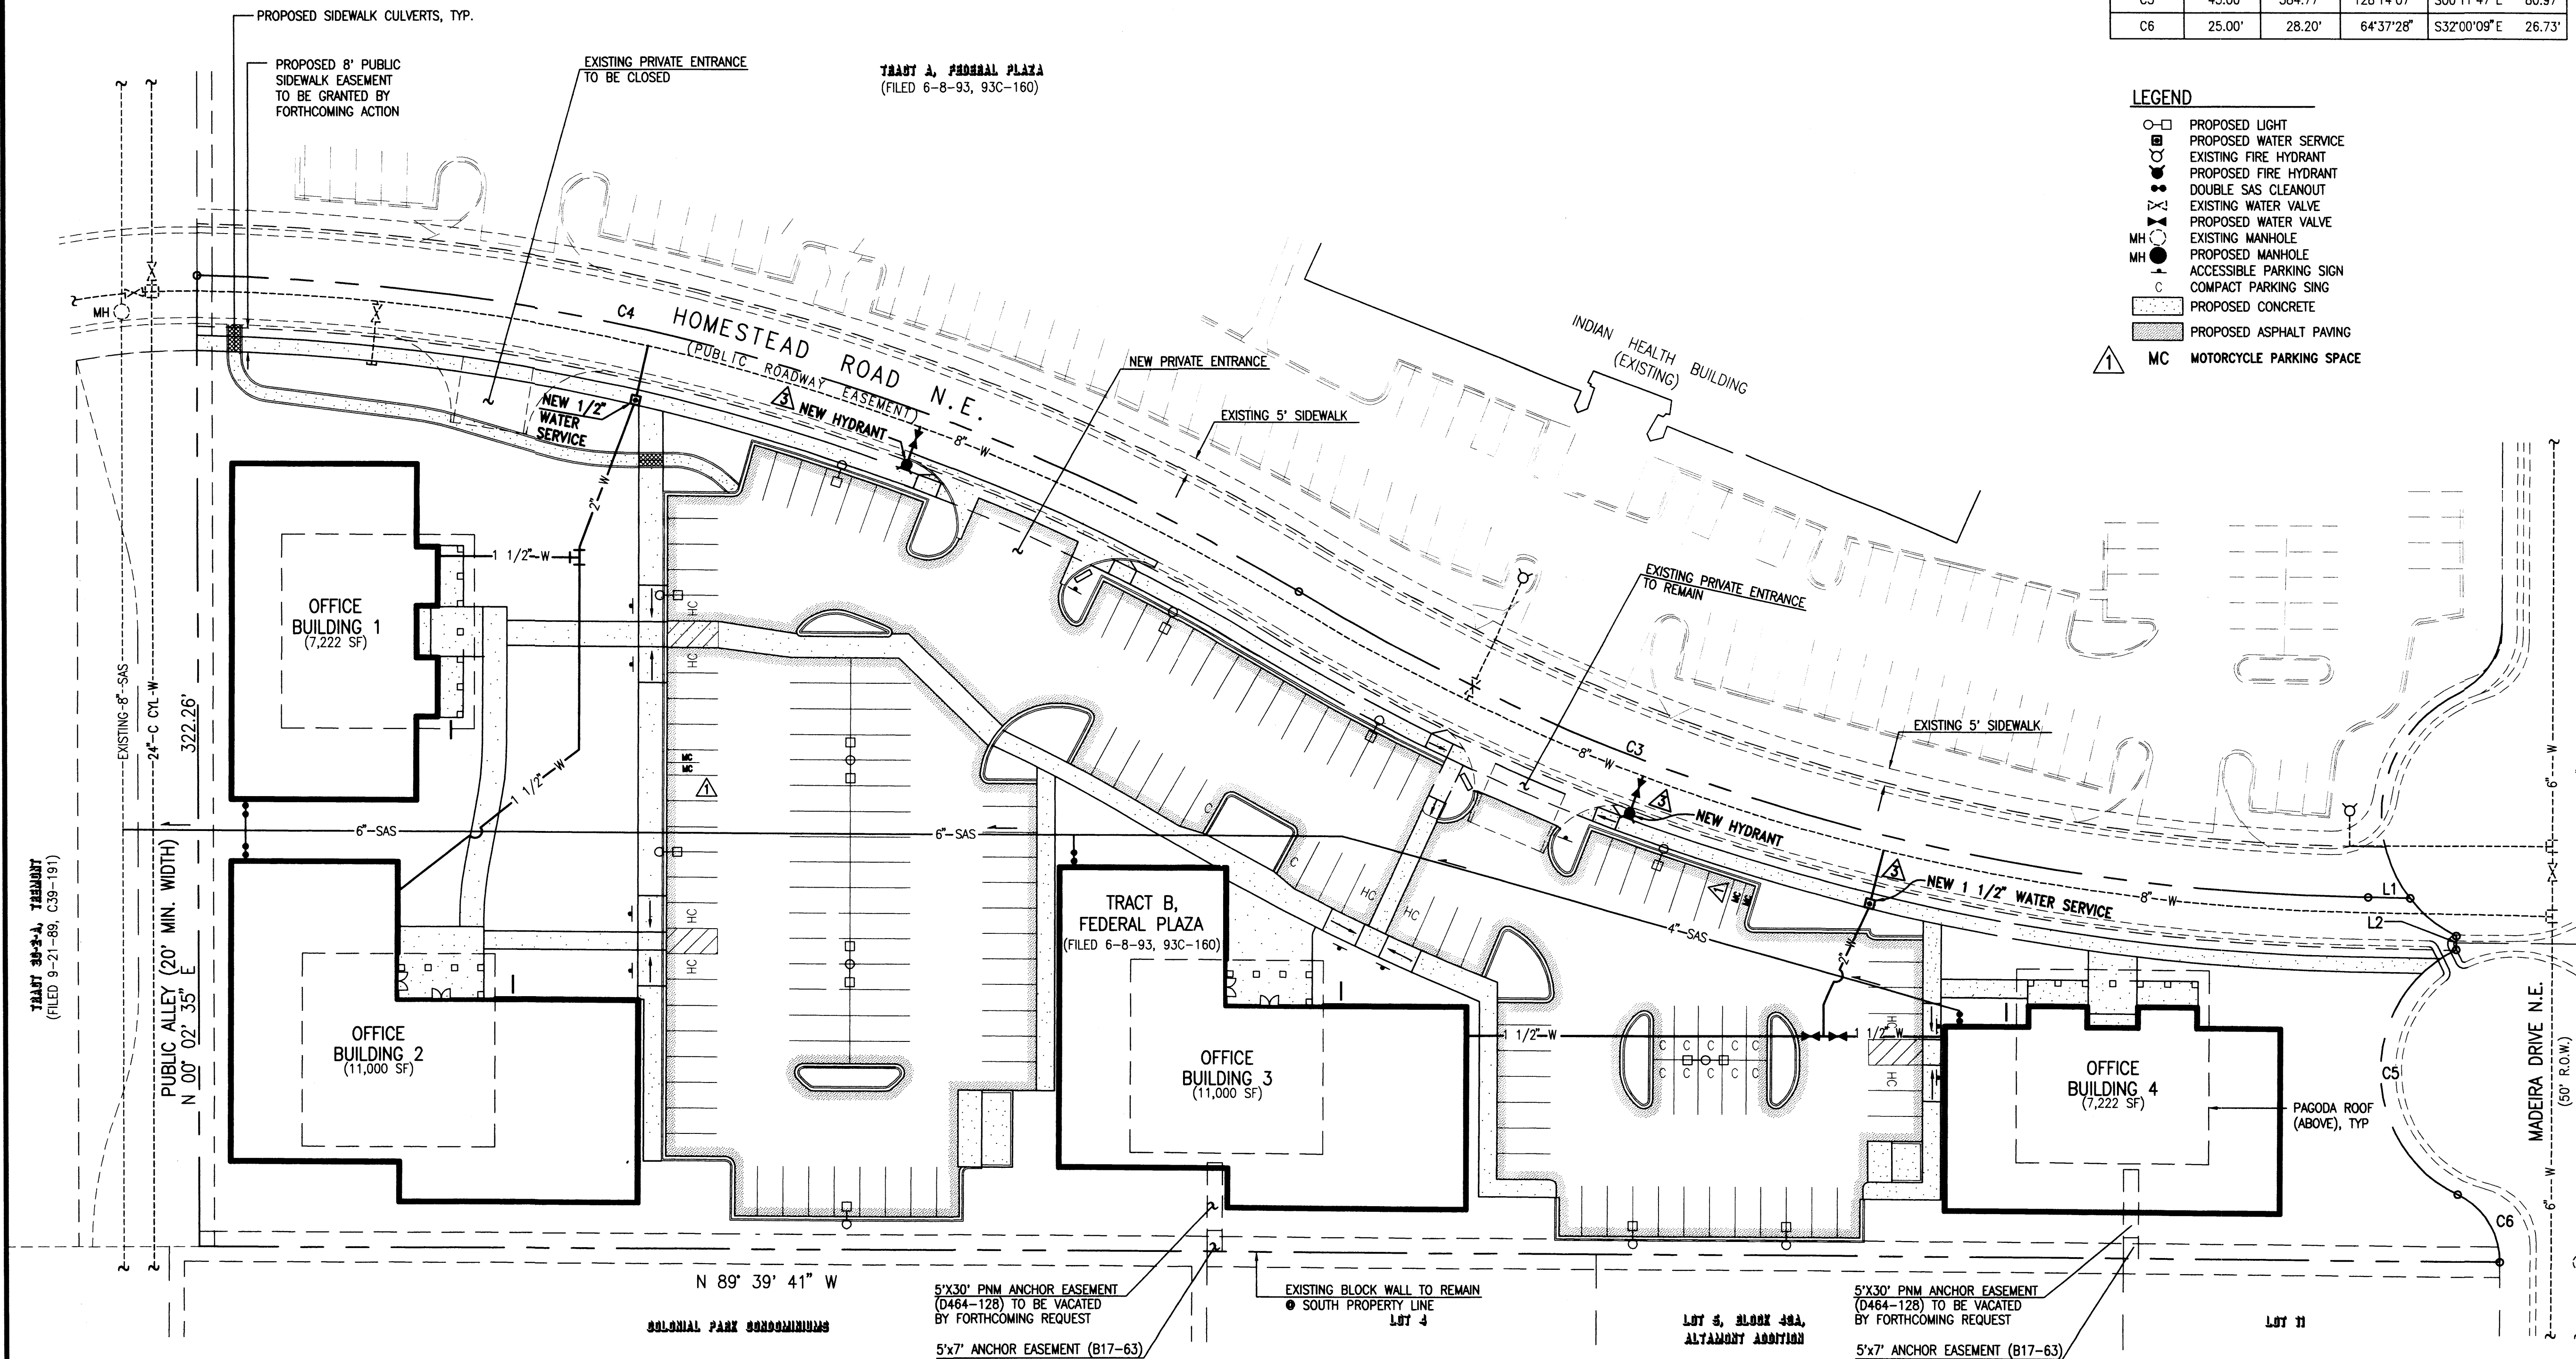 PROPOSED SIDEWALK CULVERTS, TYP.
PROPOSED 8' PUBLIC
SIDEWALK EASEMENT
TO BE GRANTED BY
FORTHCOMING ACTION
EXISTING PRIVATE ENTRANCE
TO BE CLOSED
TRACT A, FEDERAL PLAZA
(FILED 6-8-93, 93C-160)
C6 25.00' 28.20' 64°37'28" S32°00'09"E 26.73'
LEGEND
PROPOSED LIGHT
PROPOSED WATER SERVICE
EXISTING FIRE HYDRANT
PROPOSED FIRE HYDRANT
DOUBLE SAS CLEANOUT
EXISTING WATER VALVE
PROPOSED WATER VALVE
MH EXISTING MANHOLE
MH PROPOSED MANHOLE
ACCESSIBLE PARKING SIGN
C COMPACT PARKING SING
PROPOSED CONCRETE
PROPOSED ASPHALT PAVING
1 MC MOTORCYCLE PARKING SPACE
MH
C4
HOMESTEAD ROAD N.E.
(PUBLIC ROADWAY EASEMENT)
NEW 1/2"
WATER
SERVICE
3 NEW HYDRANT
8"-W
NEW PRIVATE ENTRANCE
EXISTING 5' SIDEWALK
INDIAN HEALTH BUILDING
(EXISTING)
EXISTING PRIVATE ENTRANCE
TO REMAIN
2"-W
1 1/2"-W
OFFICE
BUILDING 1
(7,222 SF)
HC
HC
EXISTING-8"-SAS
24"-C CYL-W
322.26'
MC
MC
1
1 1/2"-W
6"-SAS
6"-SAS
C
C
HC
HC
8"-W
C3
3
NEW HYDRANT
EXISTING 5' SIDEWALK
1
MC
MC
3
NEW 1 1/2" WATER SERVICE
8"-W
L1
L2
6"-W
4"-SAS
2"-W
TRACT B,
FEDERAL PLAZA
(FILED 6-8-93, 93C-160)
(FILED 9-21-89, C39-191)
PUBLIC ALLEY (20' MIN. WIDTH)
N 00° 02' 35" E
HC
HC
OFFICE
BUILDING 2
(11,000 SF)
OFFICE
BUILDING 3
(11,000 SF)
1 1/2"-W
1 1/2"-W
C C C C C
C C C C C
HC
HC
OFFICE
BUILDING 4
(7,222 SF)
PAGODA ROOF
(ABOVE), TYP
C5
C6
MADEIRA DRIVE N.E.
(50' R.O.W.)
6"-W
N 89° 39' 41" W
COLONIAL PARK CONDOMINIUMS
5'X30' PNM ANCHOR EASEMENT
(D464-128) TO BE VACATED
BY FORTHCOMING REQUEST
5'x7' ANCHOR EASEMENT (B17-63)
EXISTING BLOCK WALL TO REMAIN
@ SOUTH PROPERTY LINE
LOT 4
ALTAMONT ADDITION
5'X30' PNM ANCHOR EASEMENT
(D464-128) TO BE VACATED
BY FORTHCOMING REQUEST
5'x7' ANCHOR EASEMENT (B17-63)
LOT 11